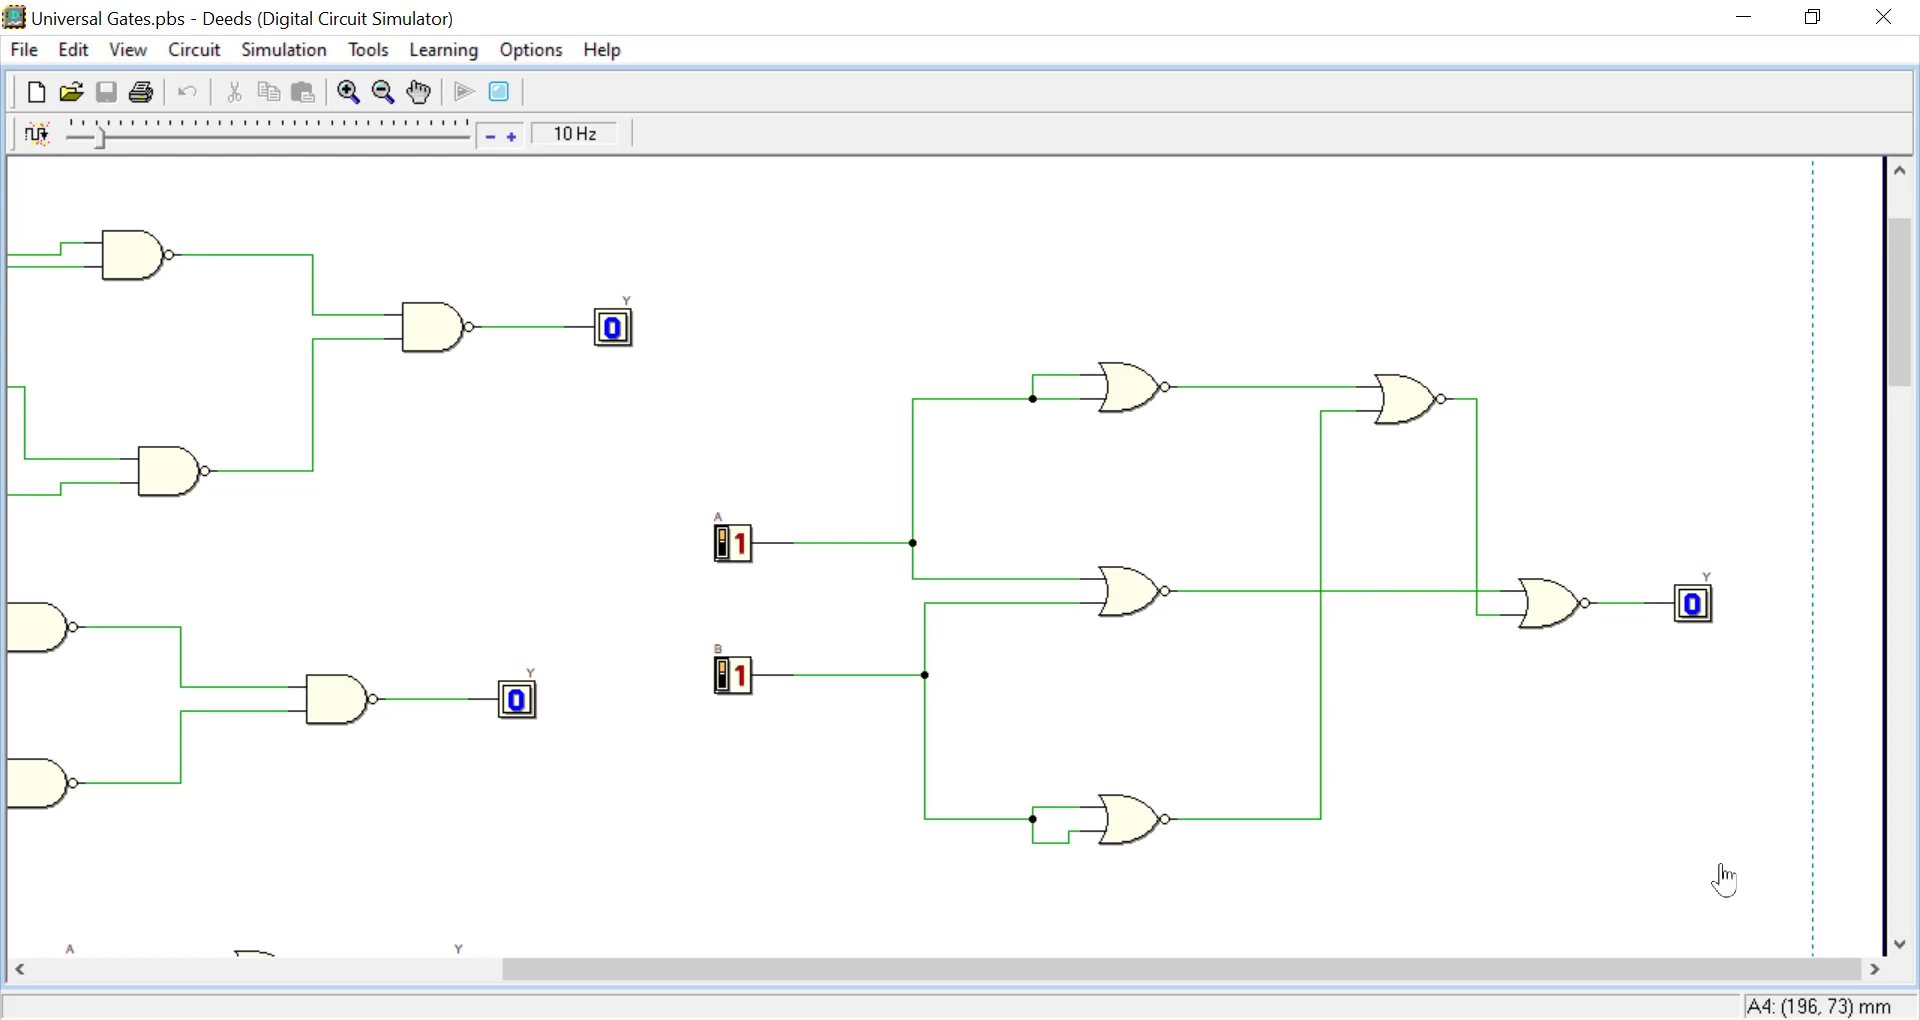 Universal Gates.pbs - Deeds (Digital Circuit Simulator)
File Edit View Circuit Simulation Tools Learning Options Help
- + 10 Hz
Y
0
A
1
Y
0
B
1
Y
0
A Y
A4: (196, 73) mm